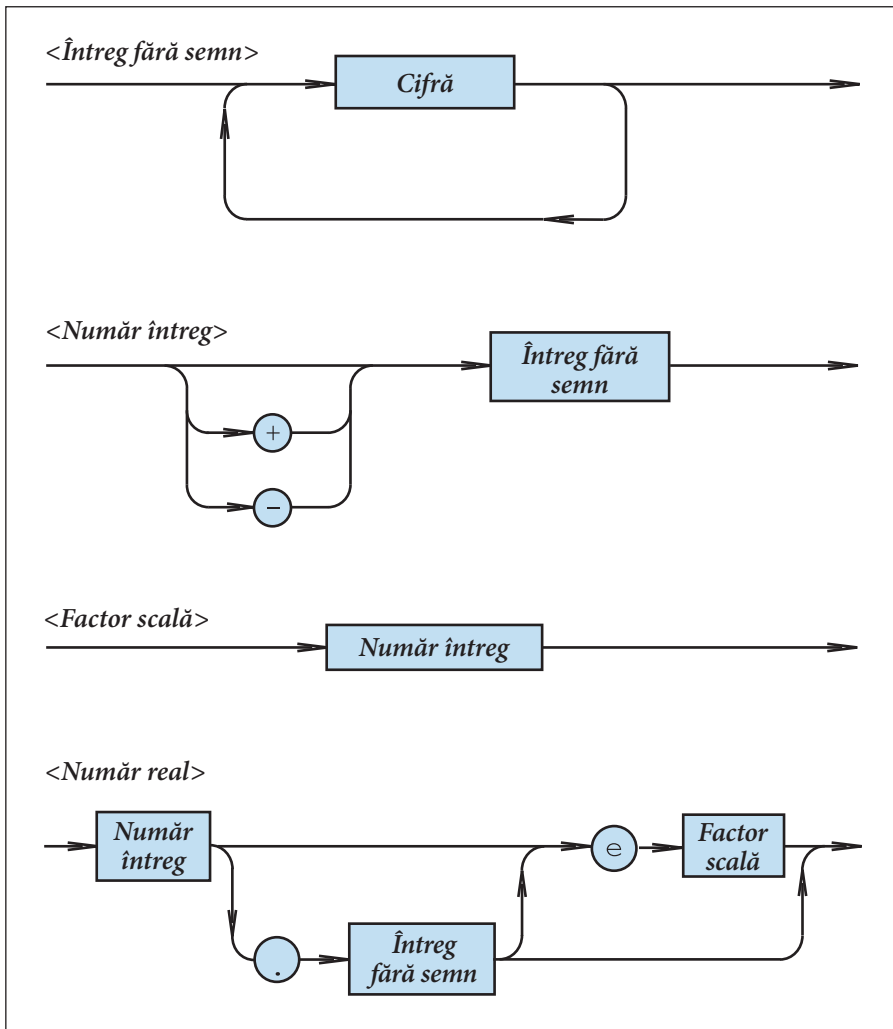 <Întreg fără semn>
Cifră
<Număr întreg>
Întreg fără
semn
+
−
<Factor scală>
Număr întreg
<Număr real>
Număr
întreg
e
Factor
scală
.
Întreg
fără semn